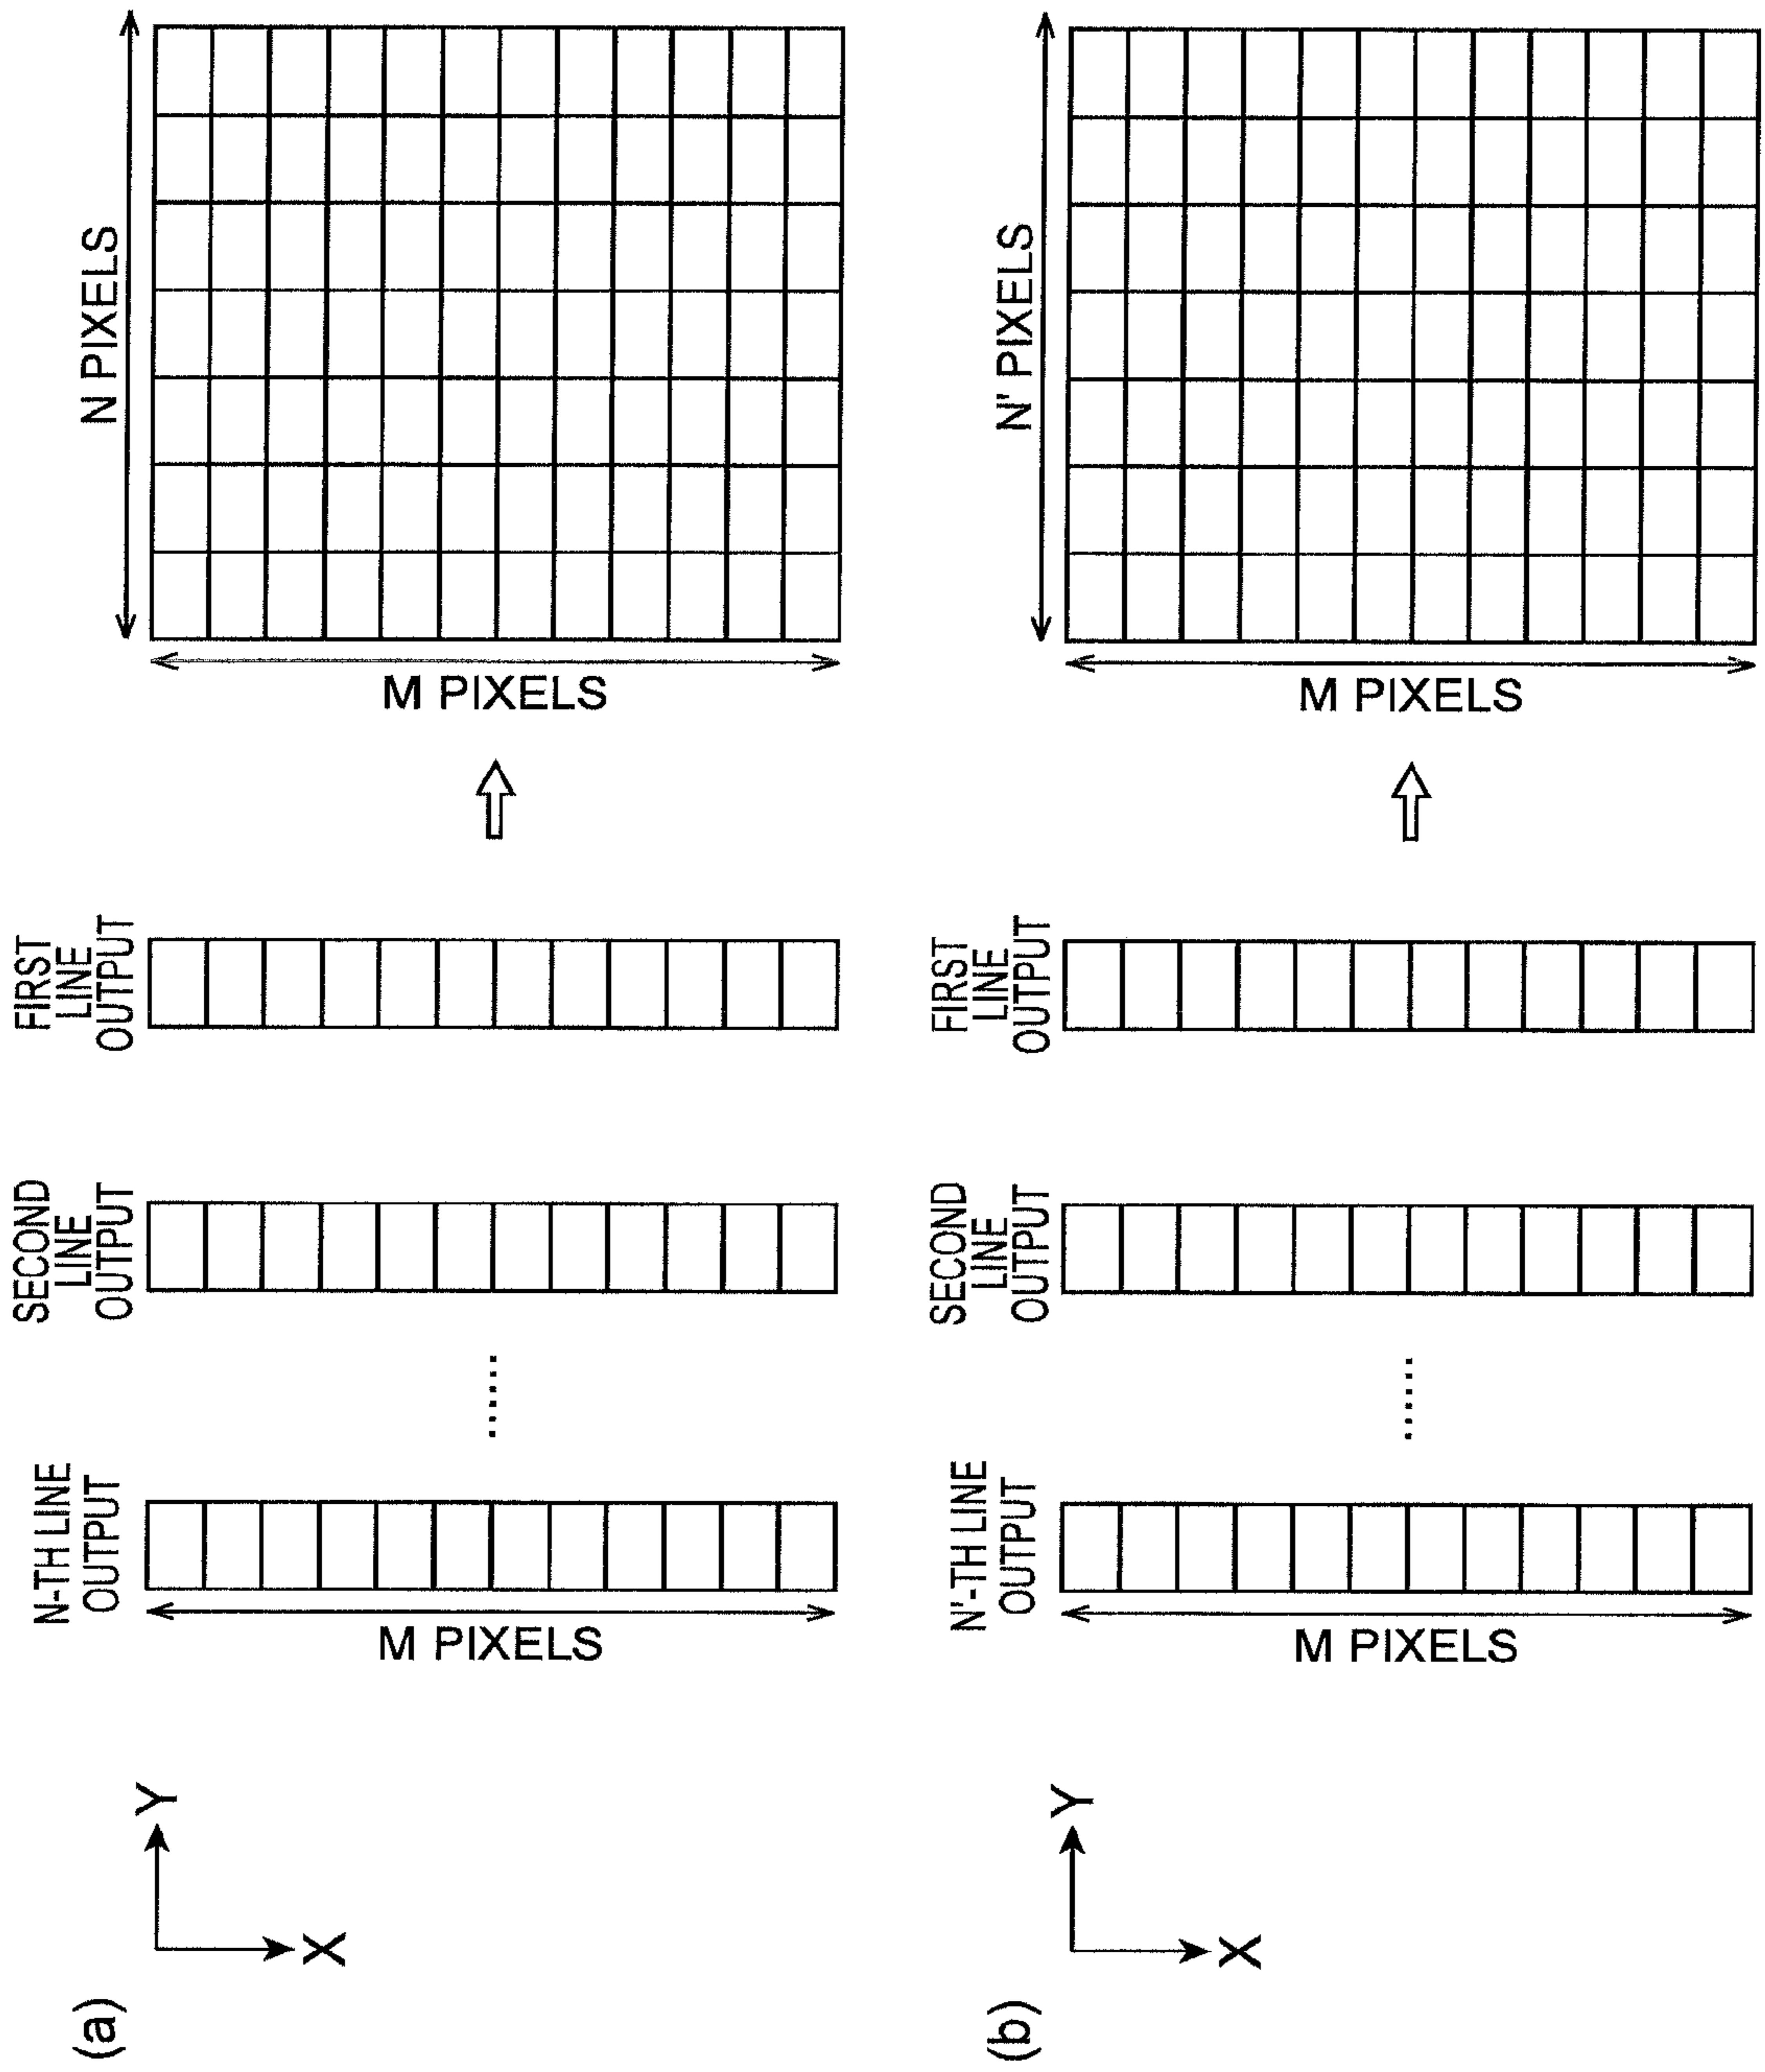 (a)
Y
X
N-TH LINE
OUTPUT
M PIXELS
......
SECOND
LINE
OUTPUT
FIRST
LINE
OUTPUT
N PIXELS
M PIXELS
(b)
Y
X
N'-TH LINE
OUTPUT
M PIXELS
......
SECOND
LINE
OUTPUT
FIRST
LINE
OUTPUT
N' PIXELS
M PIXELS